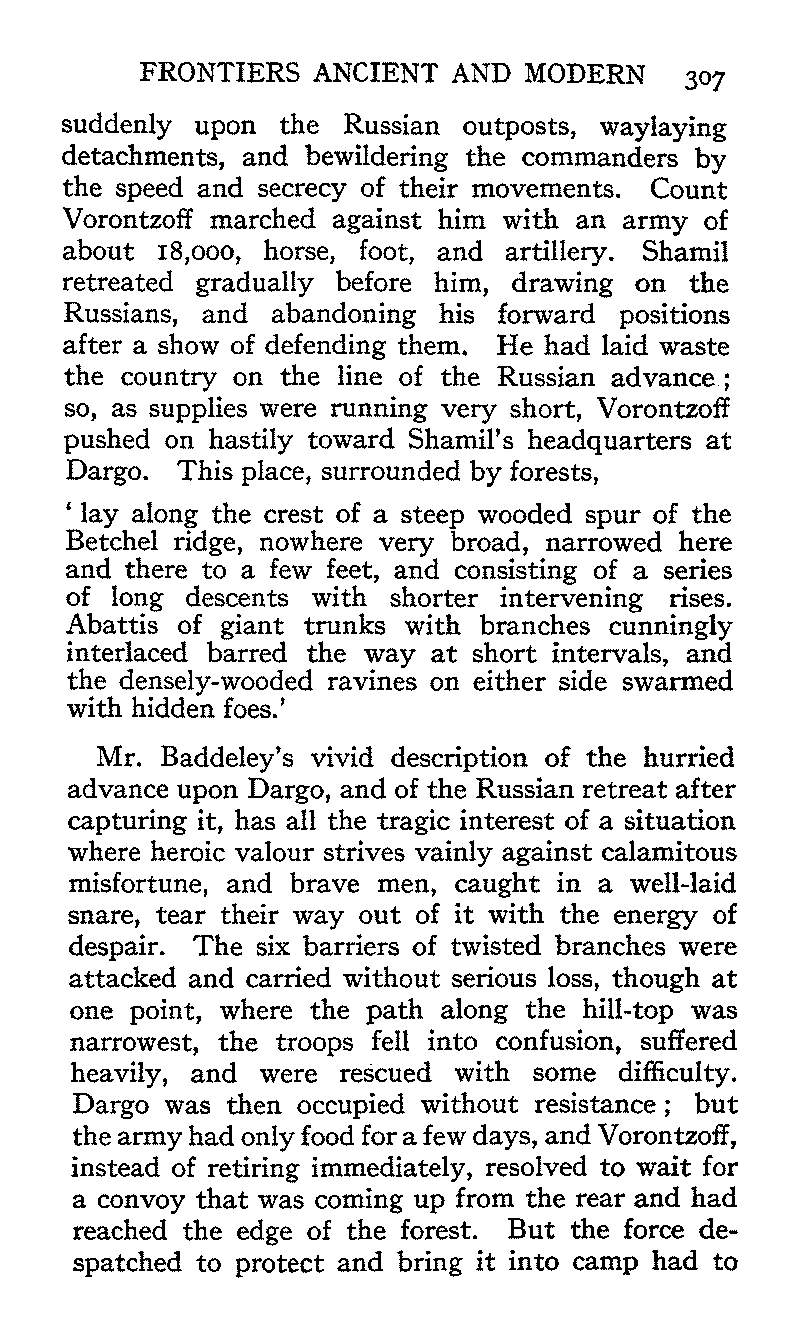 FRONTIERS ANCIENT AND MODERN 307
suddenly upon the Russian outposts, waylaying
detachments, and bewildering the commanders by
the speed and secrecy of their movements. Count
Vorontzoff marched against him with an army of
about 18,000, horse, foot, and artillery. Shamil
retreated gradually before him, drawing on the
Russians, and abandoning his forward positions
after a show of defending them. He had laid waste
the country on the line of the Russian advance ;
so, as supplies were running very short, Vorontzoff
pushed on hastily toward Shamil's headquarters at
Dargo. This place, surrounded by forests,
‘ lay along the crest of a steep wooded spur of the
Betchel ridge, nowhere very broad, narrowed here
and there to a few feet, and consisting of a series
of long descents with shorter intervening rises.
Abattis of giant trunks with branches cunningly
interlaced barred the way at short intervals, and
the densely-wooded ravines on either side swarmed
with hidden foes.’
Mr. Baddeley's vivid description of the hurried
advance upon Dargo, and of the Russian retreat after
capturing it, has all the tragic interest of a situation
where heroic valour strives vainly against calamitous
misfortune, and brave men, caught in a well-laid
snare, tear their way out of it with the energy of
despair. The six barriers of twisted branches were
attacked and carried without serious loss, though at
one point, where the path along the hill-top was
narrowest, the troops fell into confusion, suffered
heavily, and were rescued with some difficulty.
Dargo was then occupied without resistance ; but
the army had only food for a few days, and Vorontzoff,
instead of retiring immediately, resolved to wait for
a convoy that was coming up from the rear and had
reached the edge of the forest. But the force de-
spatched to protect and bring it into camp had to